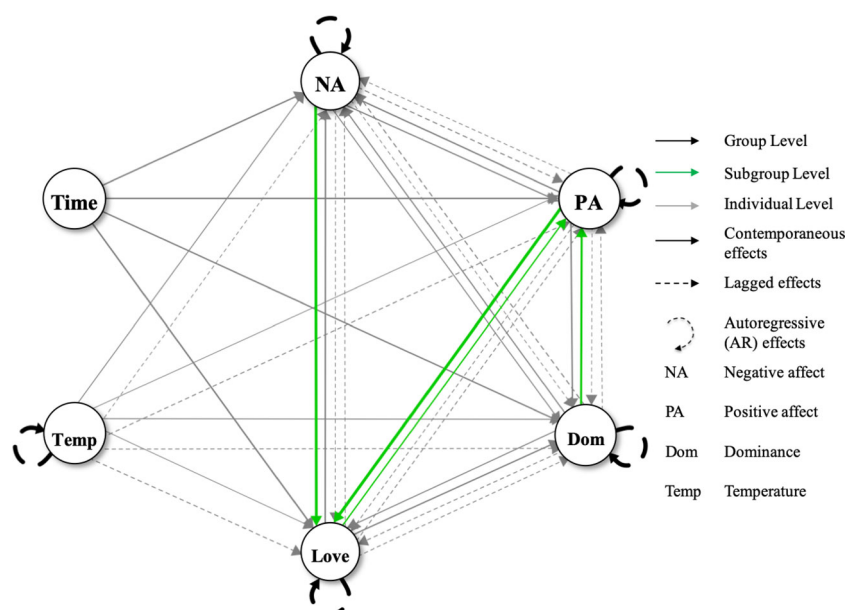 NA
Time
PA
Temp
Dom
Love
Group Level
Subgroup Level
Individual Level
Contemporaneous
effects
Lagged effects
Autoregressive
(AR) effects
NA Negative affect
PA Positive affect
Dom Dominance
Temp Temperature